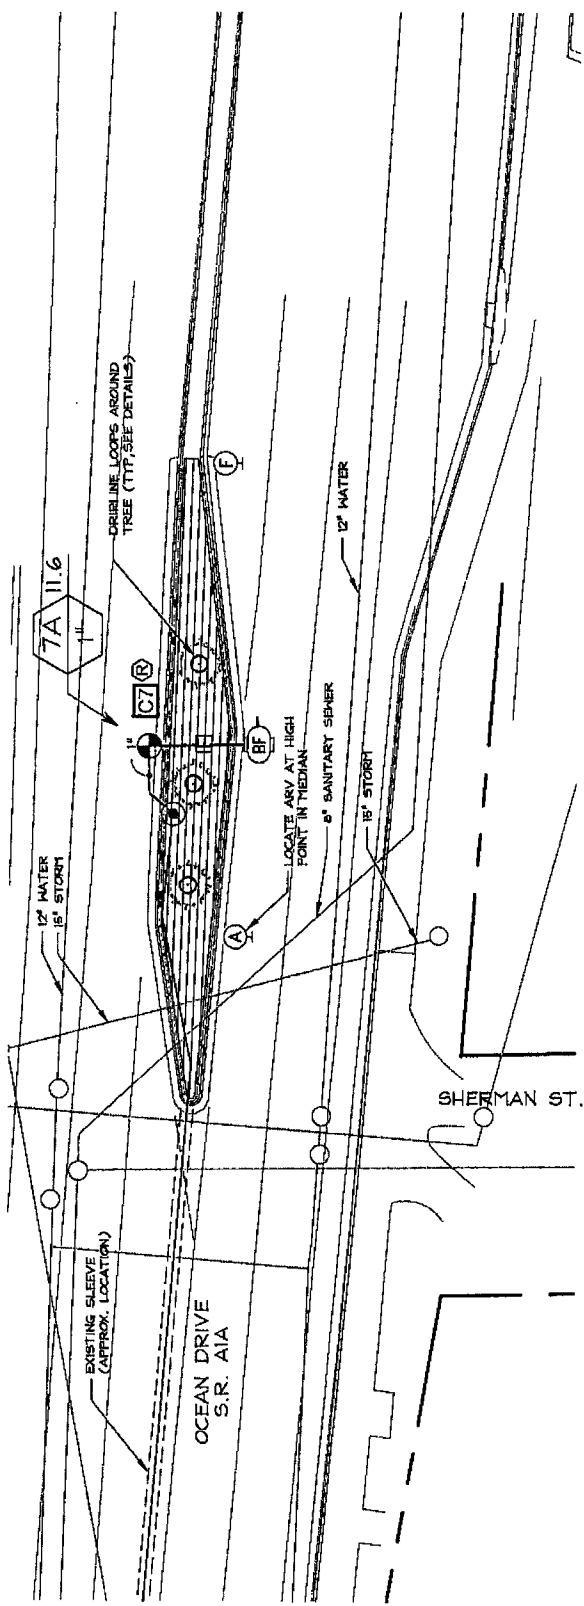 DRIPLINE LOOPS AROUND
TREE (TYP, SEE DETAILS)
7A
11.6
1"
C7
R
1"
F
BF
12" WATER
LOCATE ARV AT HIGH
POINT IN MEDIAN
8" SANITARY SEWER
15" STORM
A
12" WATER
15" STORM
SHERMAN ST.
EXISTING SLEEVE
(APPROX. LOCATION)
OCEAN DRIVE
S.R. A1A